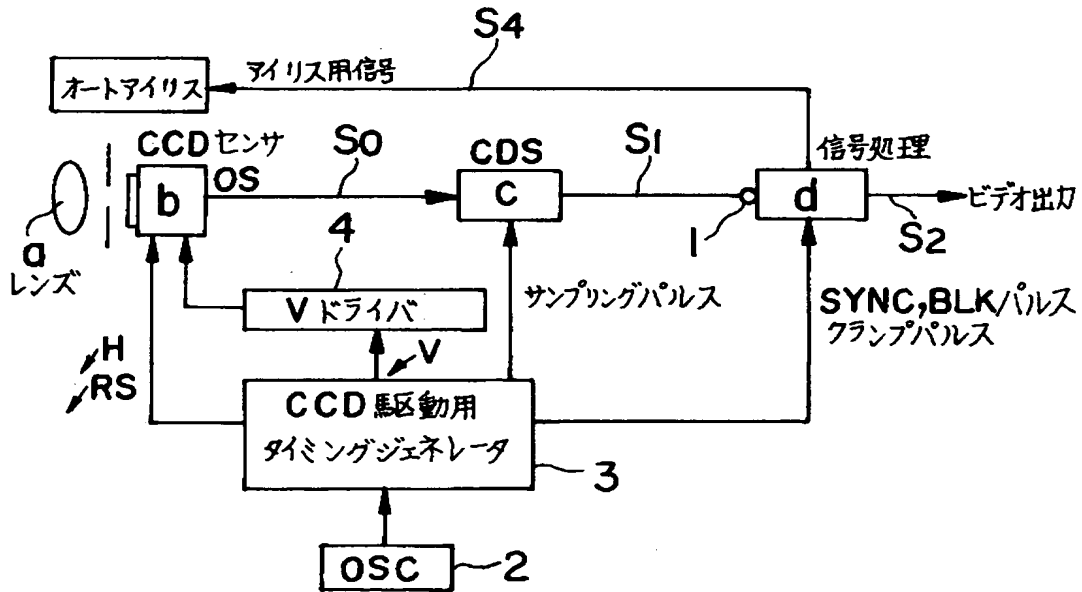 S4
オートアイリス
アイリス用信号
CCDセンサ
OS
S0
CDS
S1
信号処理
b
c
d
ビデオ出力
a
レンズ
4
1
S2
Vドライバ
サンプリングパルス
SYNC,BLKパルス
クランプパルス
H
RS
V
CCD駆動用
タイミングジェネレータ
3
OSC
2